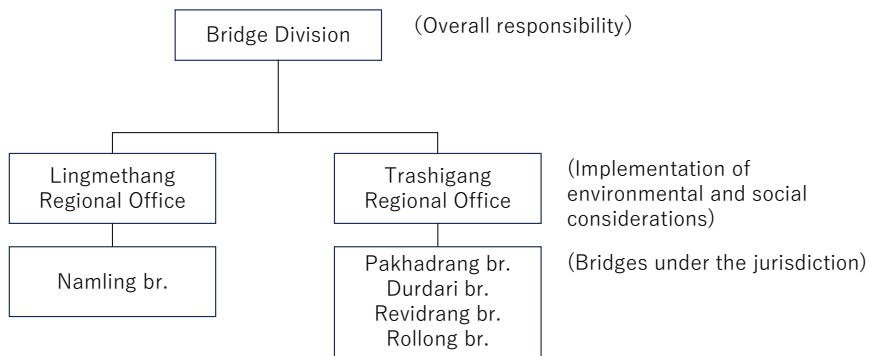 Bridge Division
(Overall responsibility)
Lingmethang
Regional Office
Trashigang
Regional Office
(Implementation of
environmental and social
considerations)
Namling br.
Pakhadrang br.
Durdari br.
Revidrang br.
Rollong br.
(Bridges under the jurisdiction)